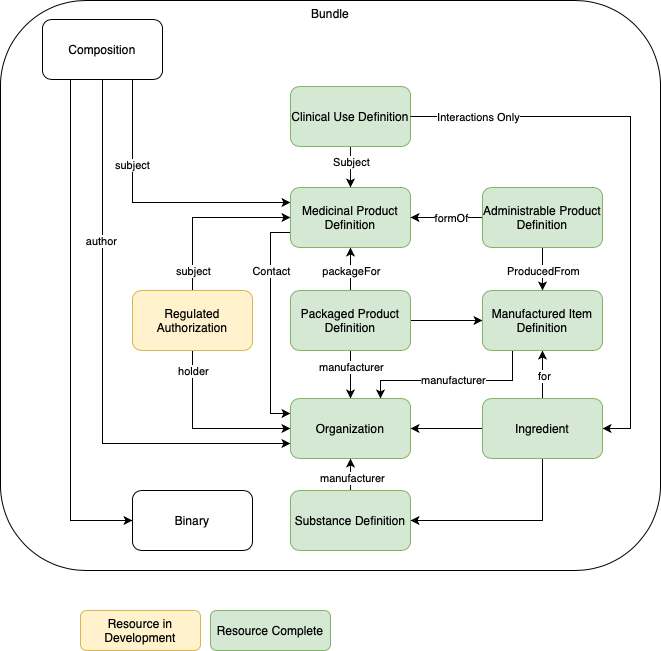 Bundle
Composition
Clinical Use Definition
Interactions Only
subject
Subject
Medicinal Product
Definition
formOf
Administrable Product
Definition
author
subject
Contact
packageFor
ProducedFrom
Regulated
Authorization
Packaged Product
Definition
Manufactured Item
Definition
holder
manufacturer
manufacturer
for
Organization
Ingredient
manufacturer
Binary
Substance Definition
Resource in
Development
Resource Complete